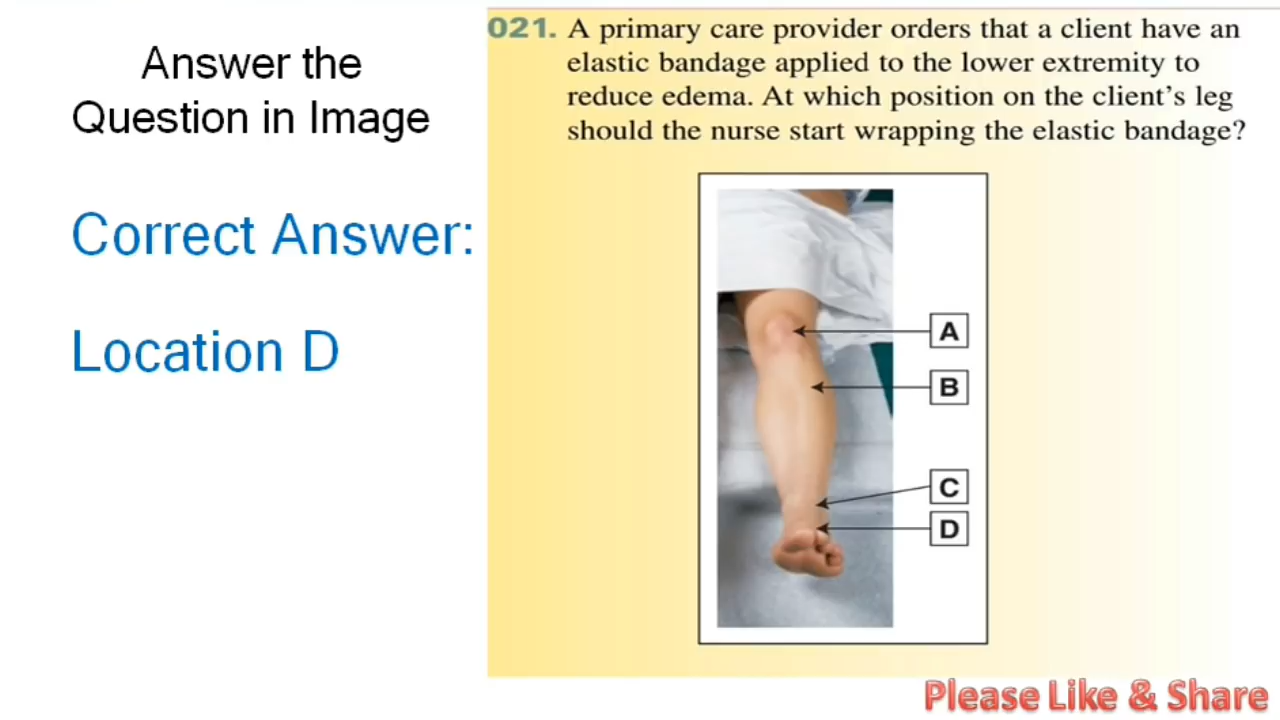 Answer the
Question in Image
Correct Answer:
Location D
021. A primary care provider orders that a client have an
elastic bandage applied to the lower extremity to
reduce edema. At which position on the client's leg
should the nurse start wrapping the elastic bandage?
A
B
C
D
Please Like & Share